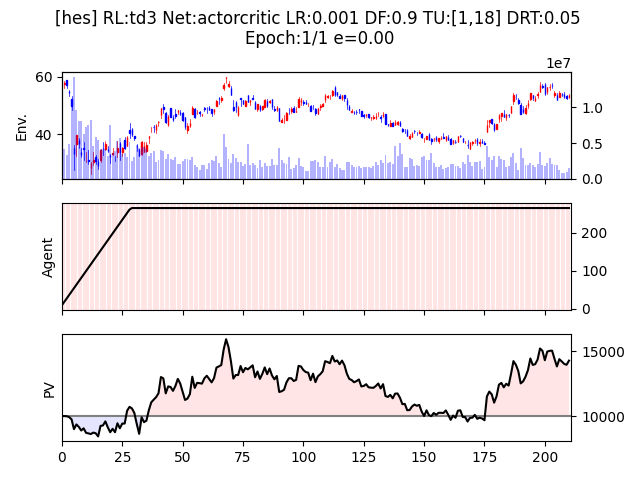 [hes] RL:td3 Net:actorcritic LR:0.001 DF:0.9 TU:[1,18] DRT:0.05
Epoch:1/1 e=0.00
1e7
60
40
Env.
1.0
0.5
0.0
Agent
200
100
0
PV
15000
10000
0 25 50 75 100 125 150 175 200